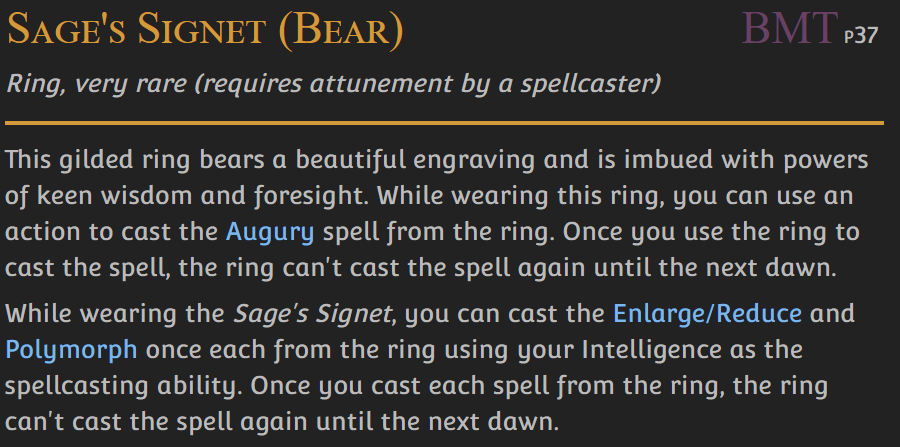 Sage's Signet (Bear) BMT p37
Ring, very rare (requires attunement by a spellcaster)
This gilded ring bears a beautiful engraving and is imbued with powers
of keen wisdom and foresight. While wearing this ring, you can use an
action to cast the Augury spell from the ring. Once you use the ring to
cast the spell, the ring can't cast the spell again until the next dawn.
While wearing the Sage's Signet, you can cast the Enlarge/Reduce and
Polymorph once each from the ring using your Intelligence as the
spellcasting ability. Once you cast each spell from the ring, the ring
can't cast the spell again until the next dawn.